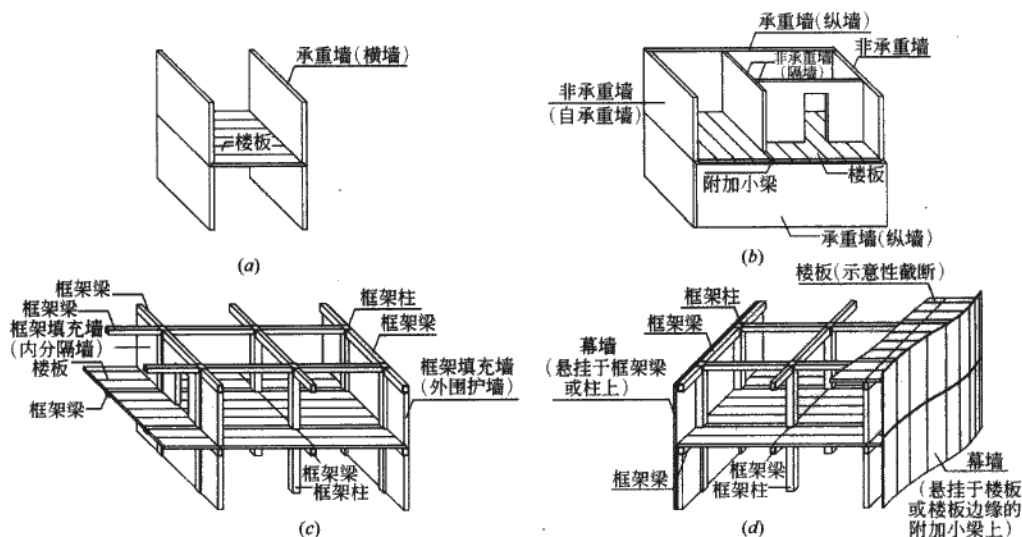 承重墙(横墙)
楼板
(a)
承重墙(纵墙)
非承重墙
非承重墙
(隔墙)
非承重墙
(自承重墙)
附加小梁
楼板
承重墙(纵墙)
(b)
框架梁
框架梁
框架填充墙
(内分隔墙)
楼板
框架梁
框架柱
框架梁
框架填充墙
(外围护墙)
框架梁
框架柱
(c)
楼板(示意性截断)
框架柱
框架梁
幕墙
(悬挂于框架梁
或柱上)
框架梁
框架梁
框架柱
幕墙
(悬挂于楼板
或楼板边缘的
附加小梁上)
(d)